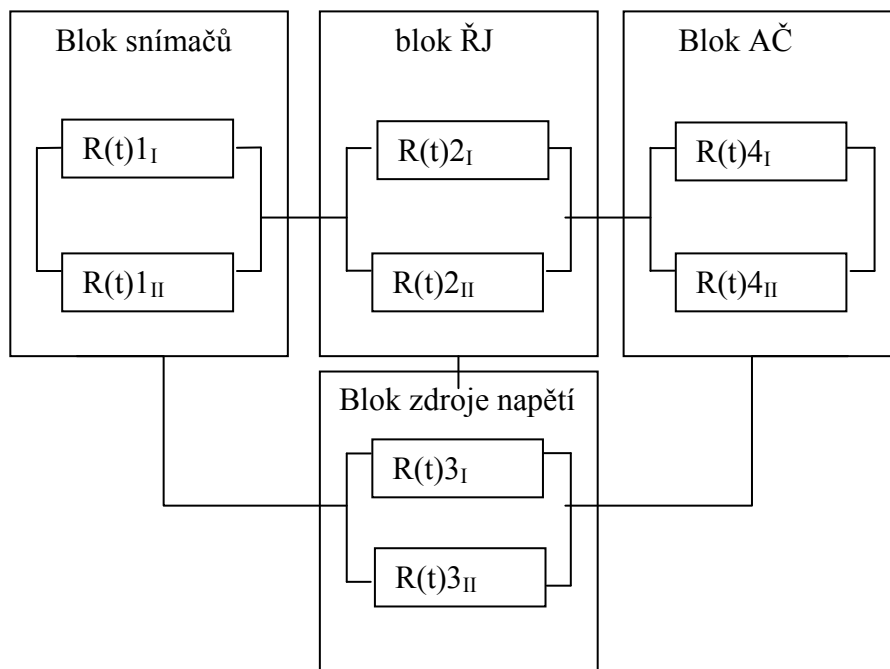 Blok snímačů
R(t)1I
R(t)1II
blok ŘJ
R(t)2I
R(t)2II
Blok AČ
R(t)4I
R(t)4II
Blok zdroje napětí
R(t)3I
R(t)3II